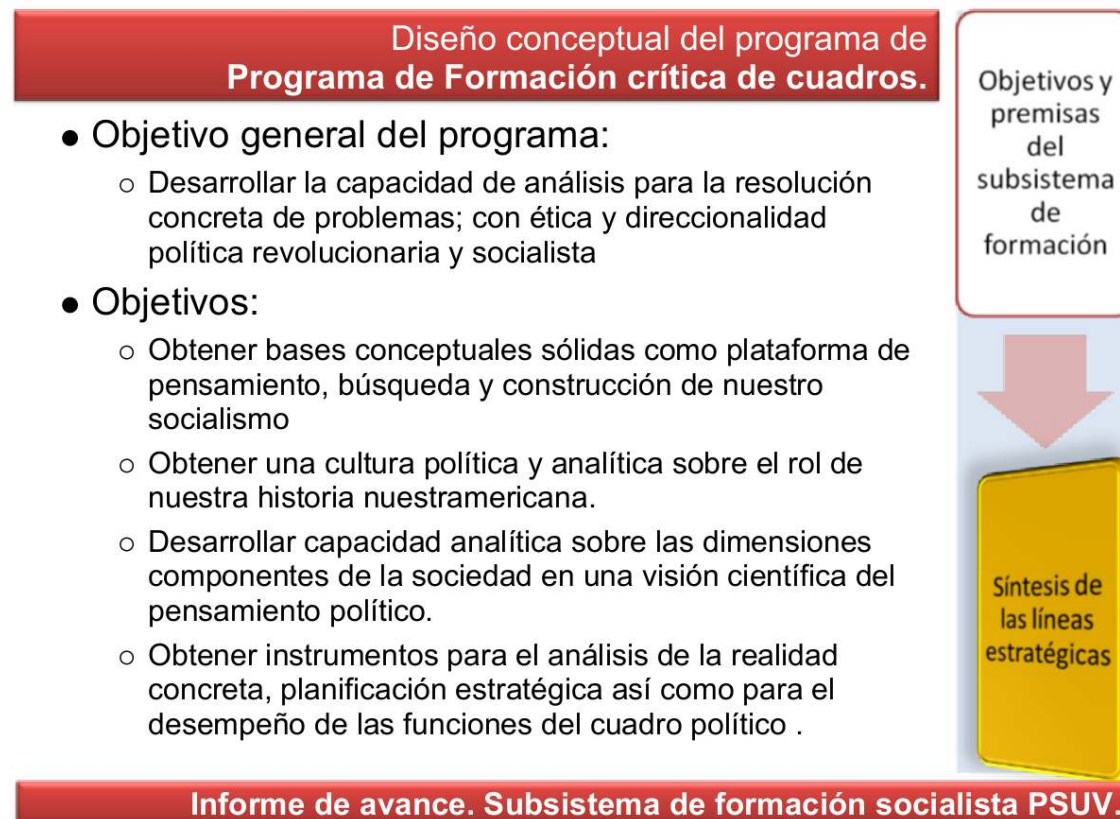 Diseño conceptual del programa de
Programa de Formación crítica de cuadros.
● Objetivo general del programa:
○ Desarrollar la capacidad de análisis para la resolución
concreta de problemas; con ética y direccionalidad
política revolucionaria y socialista
● Objetivos:
○ Obtener bases conceptuales sólidas como plataforma de
pensamiento, búsqueda y construcción de nuestro
socialismo
○ Obtener una cultura política y analítica sobre el rol de
nuestra historia nuestramericana.
○ Desarrollar capacidad analítica sobre las dimensiones
componentes de la sociedad en una visión científica del
pensamiento político.
○ Obtener instrumentos para el análisis de la realidad
concreta, planificación estratégica así como para el
desempeño de las funciones del cuadro político .
Objetivos y
premisas
del
subsistema
de
formación
Síntesis de
las líneas
estratégicas
Informe de avance. Subsistema de formación socialista PSUV.